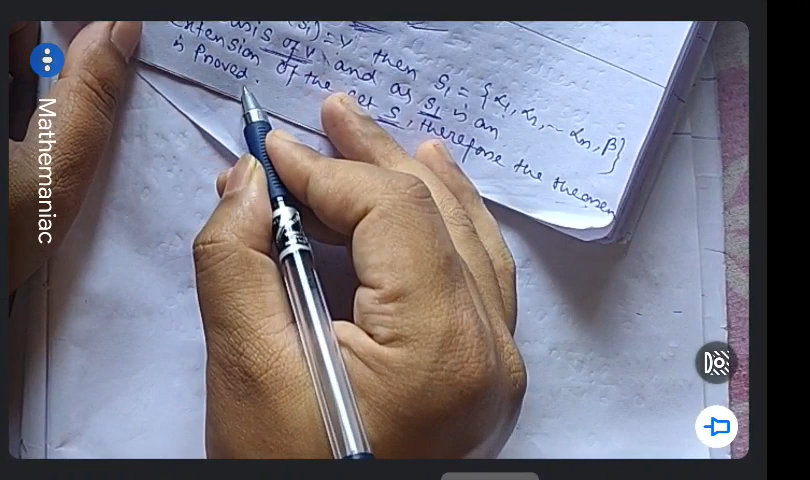 (S₁) = V, then S₁ = {α₁, α₂, -- αₙ, β}
basis of V, and as S₁ is an
extension of the set S, therefore the theorem
is proved.
Mathemaniac